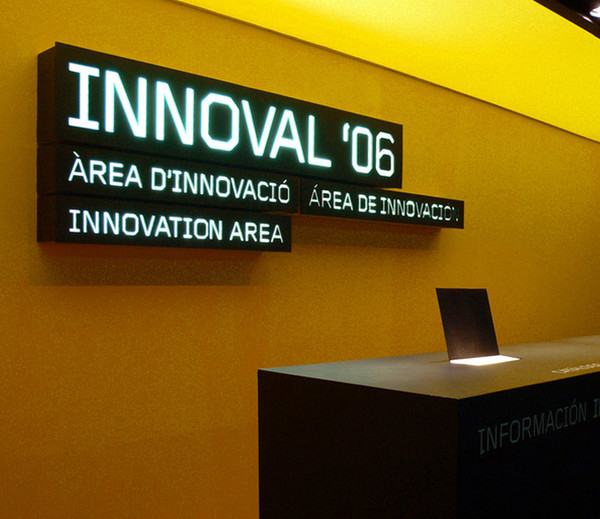 INNOVAL '06
ÀREA D'INNOVACIÓ
ÁREA DE INNOVACIÓN
INNOVATION AREA
INFORMACIÓN